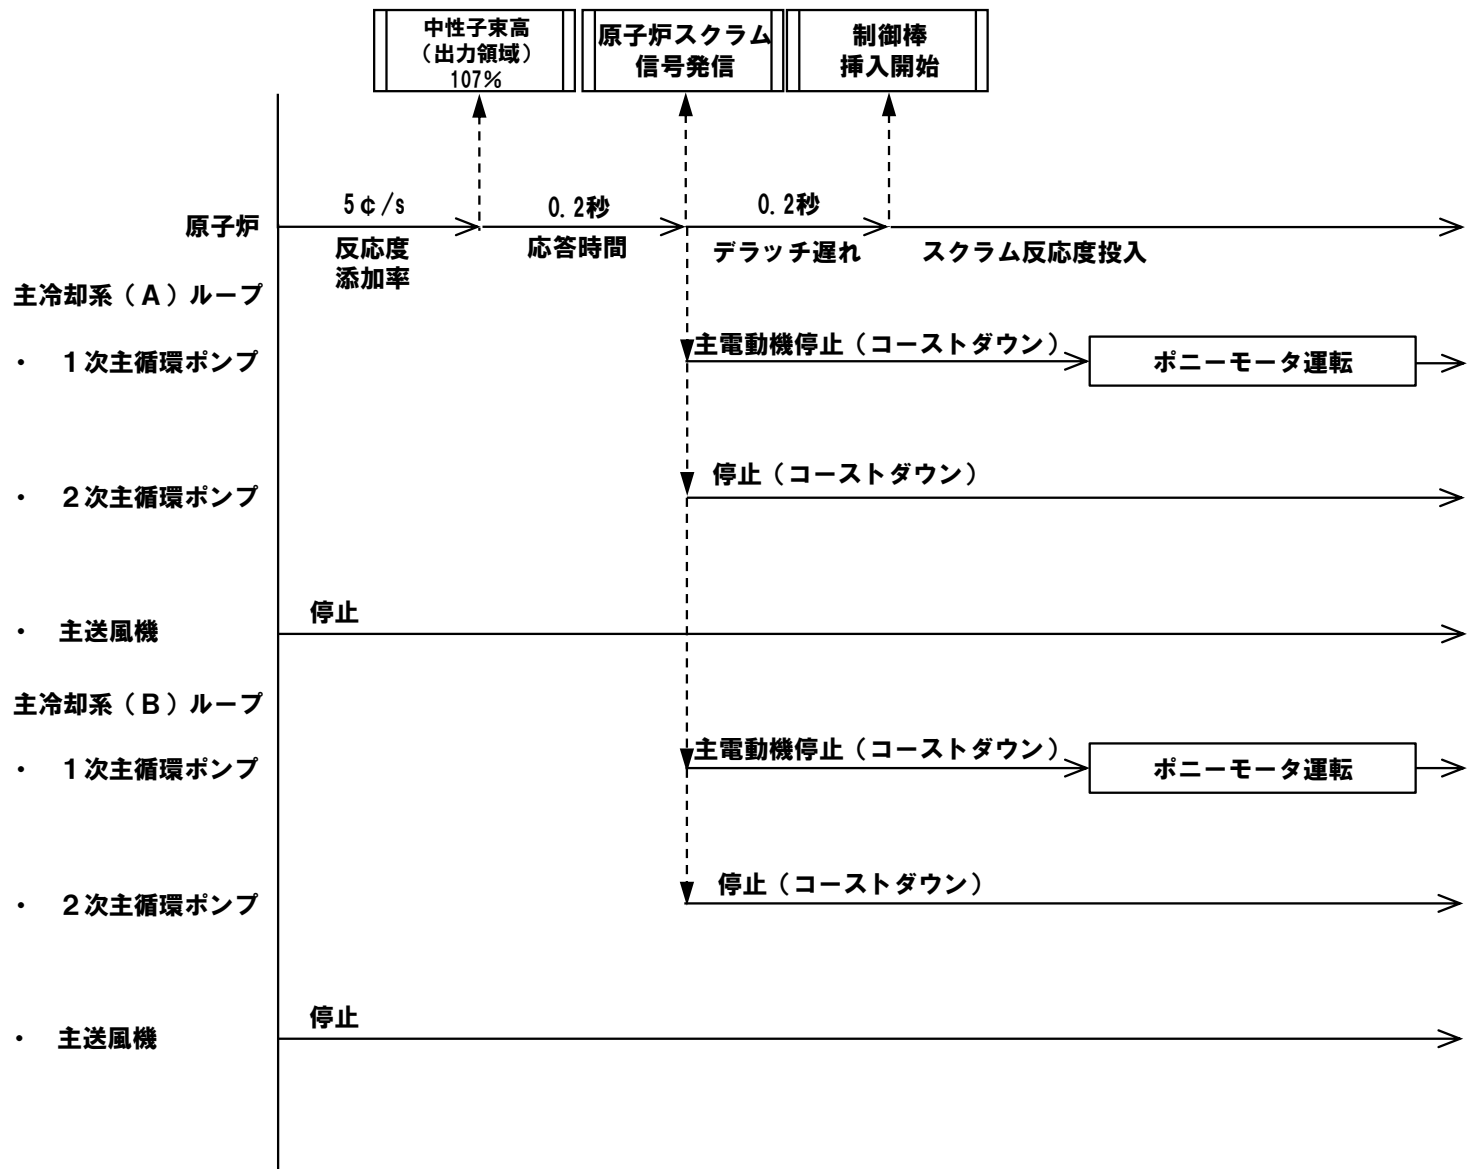 中性子束高
（出力領域）
107%
原子炉スクラム
信号発信
制御棒
挿入開始
原子炉
5¢/s
反応度
添加率
0.2秒
応答時間
0.2秒
デラッチ遅れ
スクラム反応度投入
主冷却系（A）ループ
・ 1次主循環ポンプ
主電動機停止（コーストダウン）
ポニーモータ運転
・ 2次主循環ポンプ
停止（コーストダウン）
・ 主送風機
停止
主冷却系（B）ループ
・ 1次主循環ポンプ
主電動機停止（コーストダウン）
ポニーモータ運転
・ 2次主循環ポンプ
停止（コーストダウン）
・ 主送風機
停止